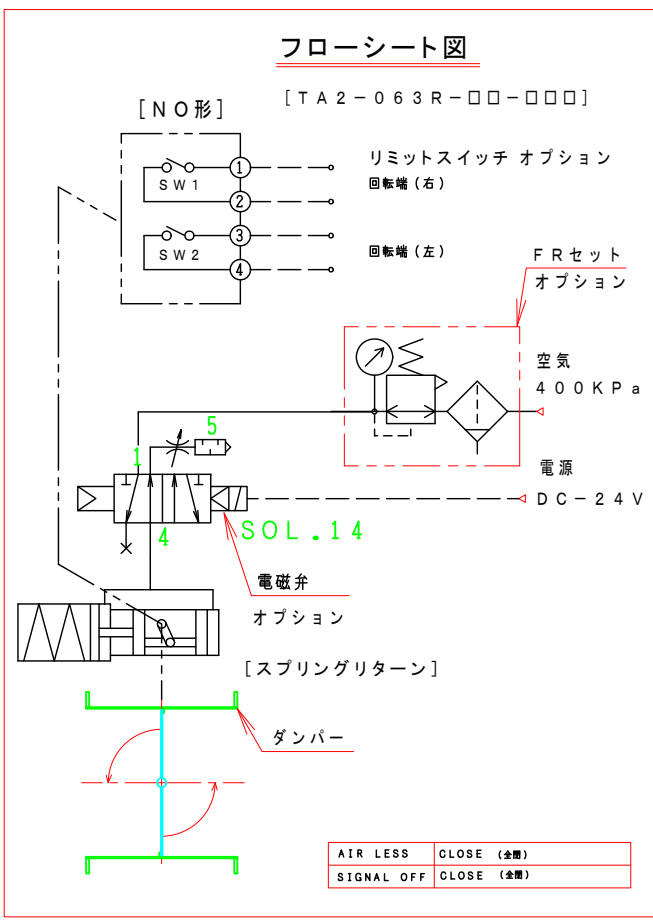 フローシート図
[TA2-063R-□□-□□□]
[NO形]
リミットスイッチ オプション
SW1
1
2
回転端(右)
SW2
3
4
回転端(左)
FRセット
オプション
空気
400KPa
電源
DC-24V
1
5
4
SOL.14
電磁弁
オプション
[スプリングリターン]
ダンパー
AIR LESS CLOSE (全閉)
SIGNAL OFF CLOSE (全閉)